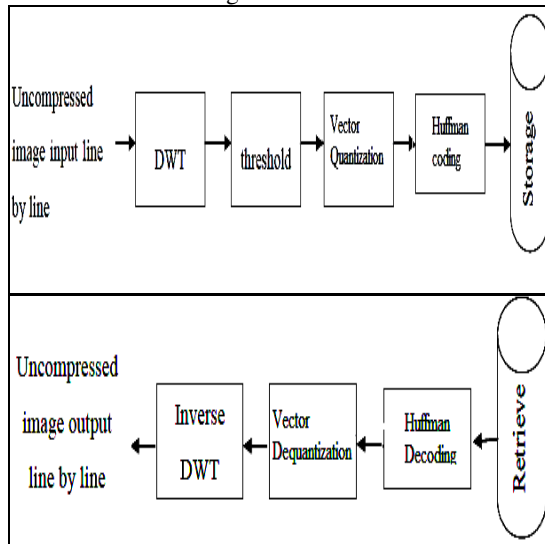 Uncompressed
image input line
by line
DWT
threshold
Vector
Quantization
Huffman
coding
Storage
Uncompressed
image output
line by line
Inverse
DWT
Vector
Dequantization
Huffman
Decoding
Retrieve